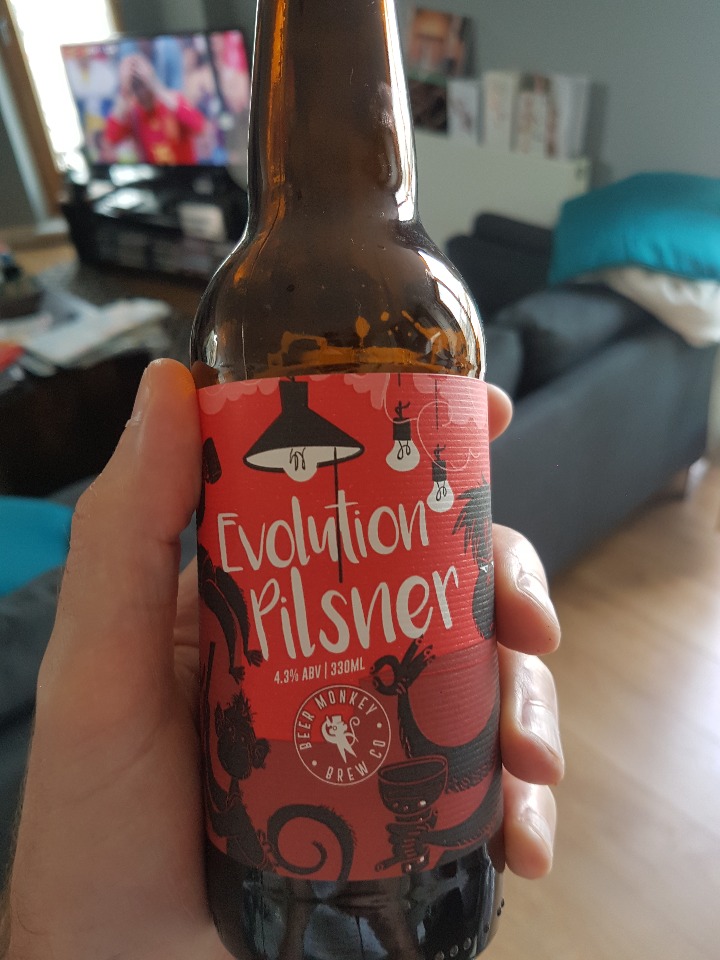 Evolution
Pilsner
4.3% ABV | 330ML
BEER MONKEY
BREW CO